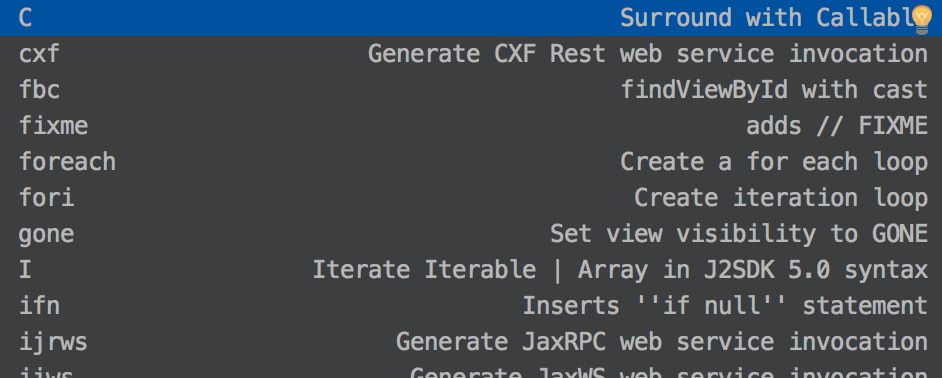 C Surround with Callabl
cxf Generate CXF Rest web service invocation
fbc findViewById with cast
fixme adds // FIXME
foreach Create a for each loop
fori Create iteration loop
gone Set view visibility to GONE
I Iterate Iterable | Array in J2SDK 5.0 syntax
ifn Inserts ''if null'' statement
ijrws Generate JaxRPC web service invocation
ijws Generate JaxWS web service invocation